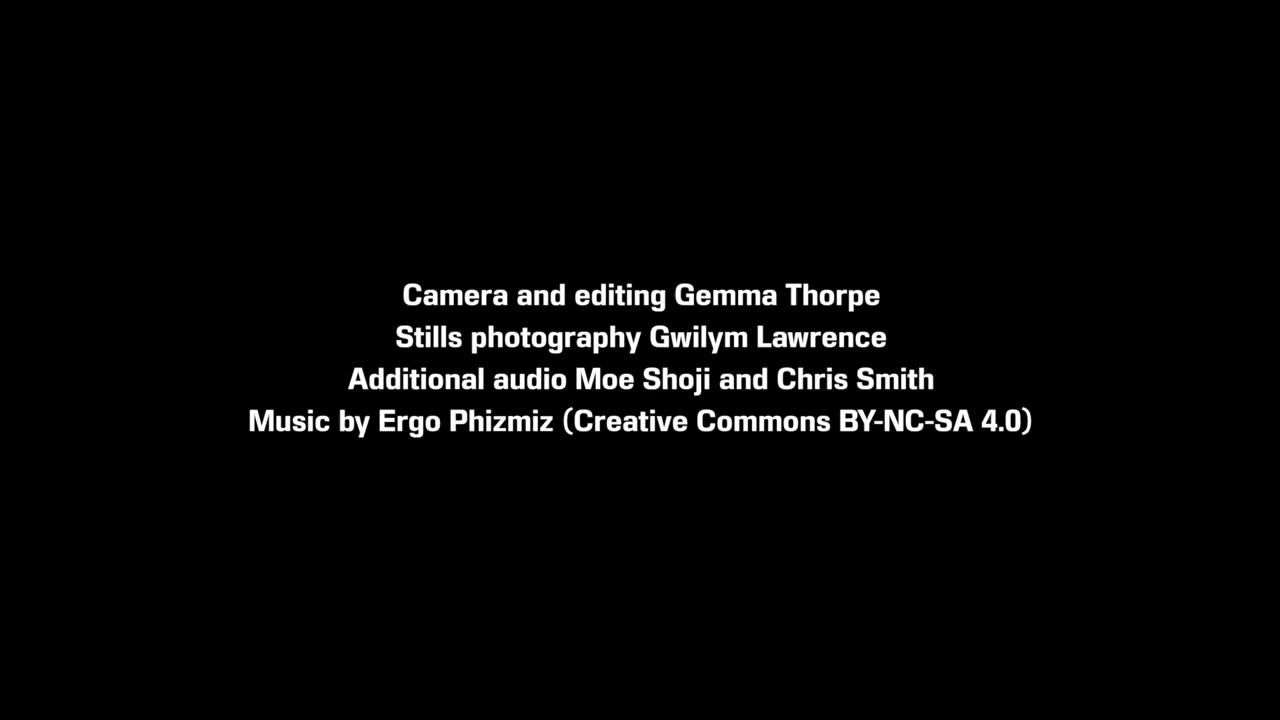 Camera and editing Gemma Thorpe
Stills photography Gwilym Lawrence
Additional audio Moe Shoji and Chris Smith
Music by Ergo Phizmiz (Creative Commons BY-NC-SA 4.0)